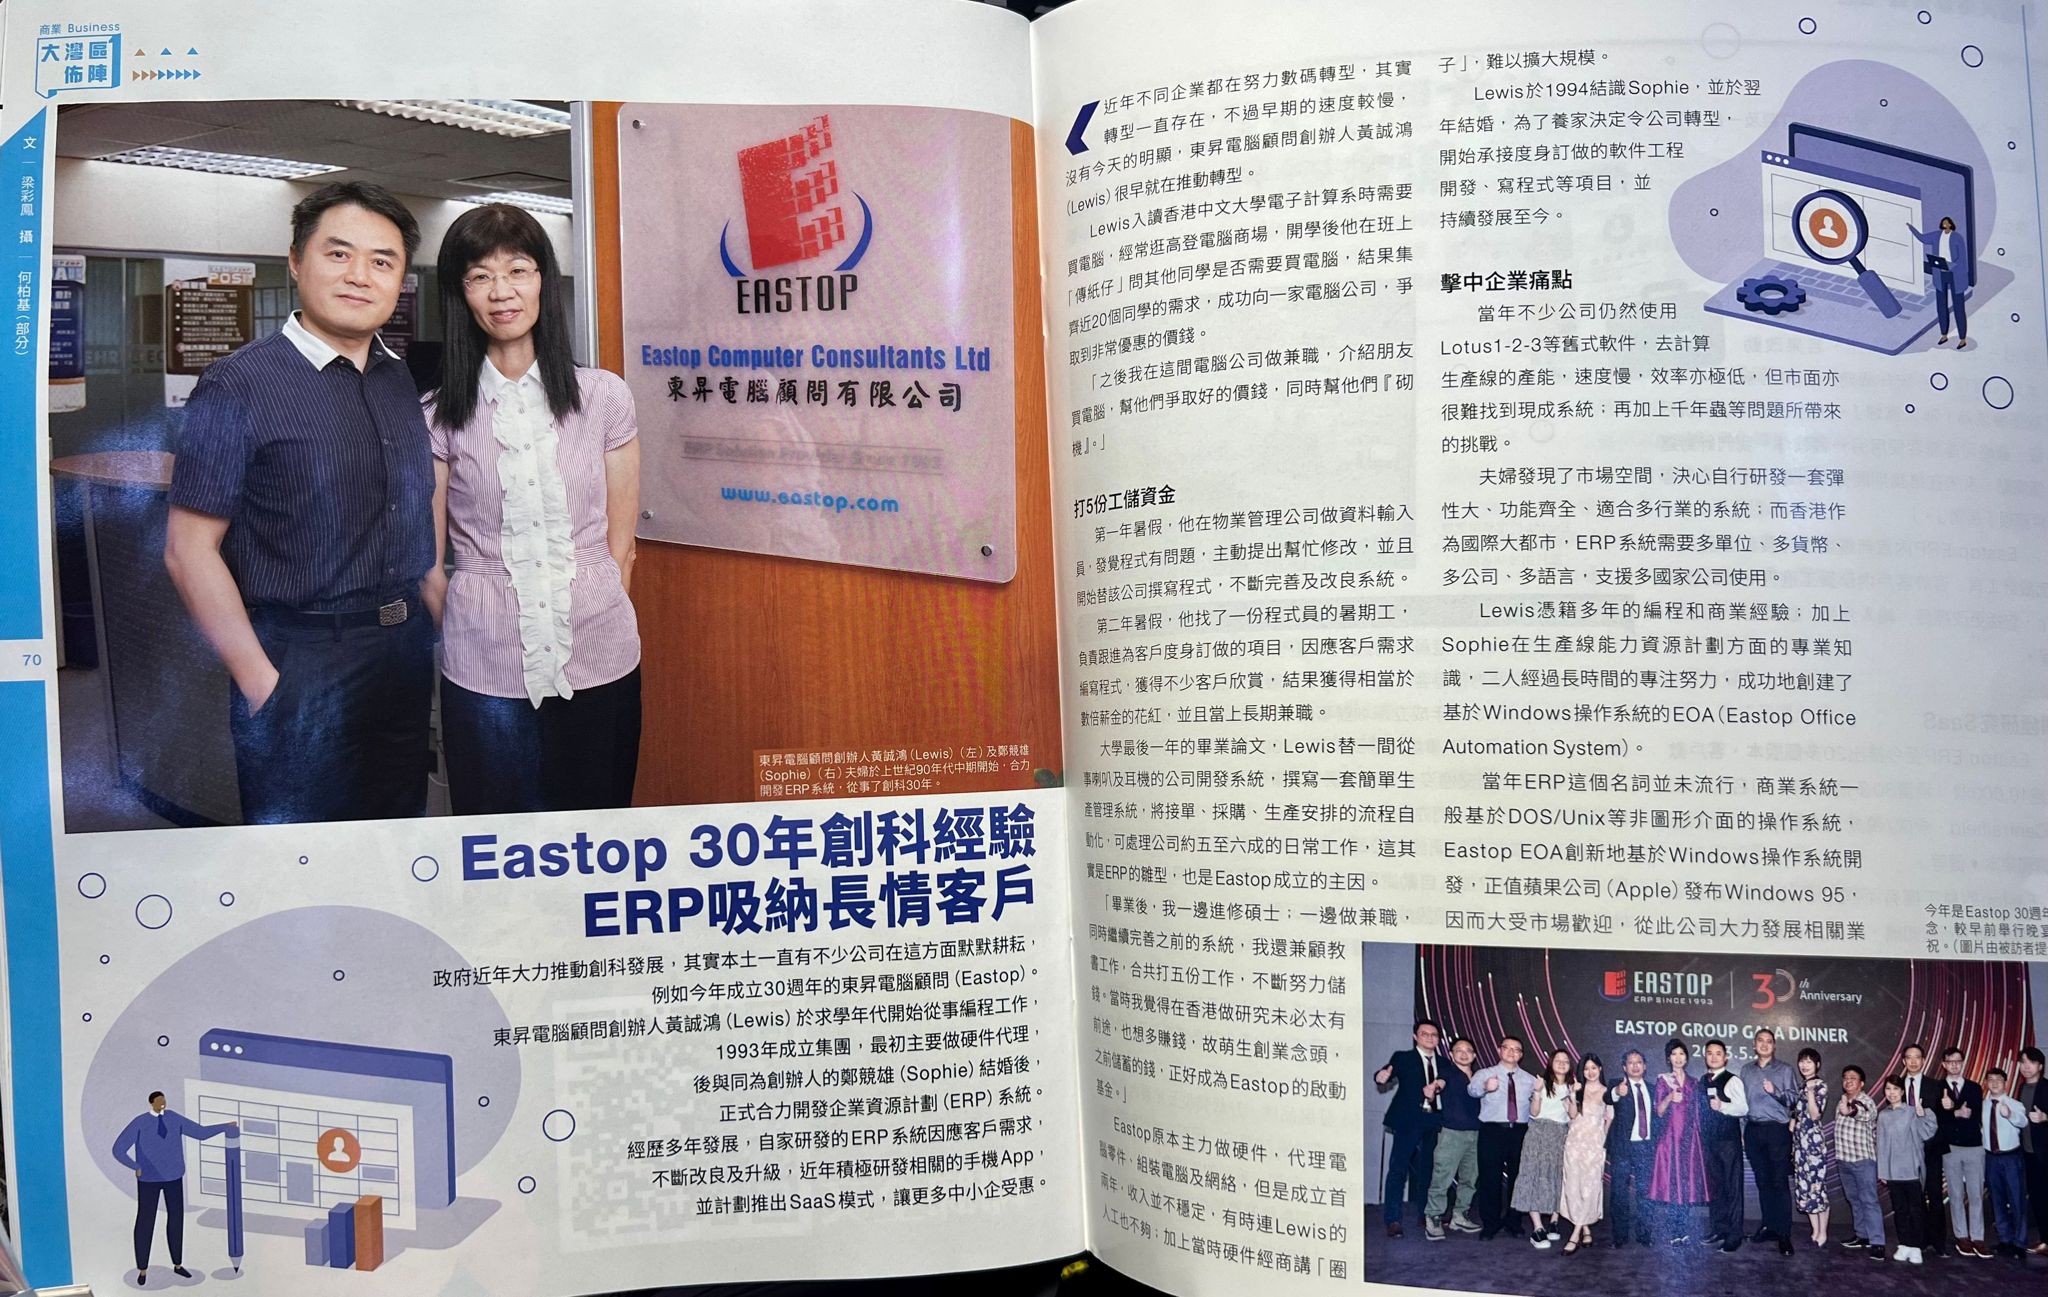 商業 Business
大灣區
佈陣
文｜梁彩鳳 攝｜何柏基（部分）
70
EASTOP
Eastop Computer Consultants Ltd
東昇電腦顧問有限公司
ERP Solution Provider Since 1993
www.eastop.com
東昇電腦顧問創辦人黃誠鴻（Lewis）（左）及鄭競雄
（Sophie）（右）夫婦於上世紀90年代中期開始，合力
開發ERP系統，從事了創科30年。
Eastop 30年創科經驗
ERP吸納長情客戶
政府近年大力推動創科發展，其實本土一直有不少公司在這方面默默耕耘，
例如今年成立30週年的東昇電腦顧問（Eastop）。
東昇電腦顧問創辦人黃誠鴻（Lewis）於求學年代開始從事編程工作，
1993年成立集團，最初主要做硬件代理，
後與同為創辦人的鄭競雄（Sophie）結婚後，
正式合力開發企業資源計劃（ERP）系統。
經歷多年發展，自家研發的ERP系統因應客戶需求，
不斷改良及升級，近年積極研發相關的手機App，
並計劃推出SaaS模式，讓更多中小企受惠。
近年不同企業都在努力數碼轉型，其實
轉型一直存在，不過早期的速度較慢，
沒有今天的明顯，東昇電腦顧問創辦人黃誠鴻
（Lewis）很早就在推動轉型。
Lewis入讀香港中文大學電子計算系時需要
買電腦，經常逛高登電腦商場，開學後他在班上
「傳紙仔」問其他同學是否需要買電腦，結果集
齊近20個同學的需求，成功向一家電腦公司，爭
取到非常優惠的價錢。
「之後我在這間電腦公司做兼職，介紹朋友
買電腦，幫他們爭取好的價錢，同時幫他們『砌
機』。」
打5份工儲資金
第一年暑假，他在物業管理公司做資料輸入
員，發覺程式有問題，主動提出幫忙修改，並且
開始替該公司撰寫程式，不斷完善及改良系統。
第二年暑假，他找了一份程式員的暑期工，
負責跟進為客戶度身訂做的項目，因應客戶需求
編寫程式，獲得不少客戶欣賞，結果獲得相當於
數倍薪金的花紅，並且當上長期兼職。
大學最後一年的畢業論文，Lewis替一間從
事喇叭及耳機的公司開發系統，撰寫一套簡單生
產管理系統，將接單、採購、生產安排的流程自
動化，可處理公司約五至六成的日常工作，這其
實是ERP的雛型，也是Eastop成立的主因。
「畢業後，我一邊進修碩士；一邊做兼職，
同時繼續完善之前的系統，我還兼顧教
書工作，合共打五份工作，不斷努力儲
錢。當時我覺得在香港做研究未必太有
前途，也想多賺錢，故萌生創業念頭，
之前儲蓄的錢，正好成為Eastop的啟動
基金。」
Eastop原本主力做硬件，代理電
腦零件、組裝電腦及網絡，但是成立首
兩年，收入並不穩定，有時連Lewis的
人工也不夠；加上當時硬件經商講「圈
子」，難以擴大規模。
Lewis於1994結識Sophie，並於翌
年結婚，為了養家決定令公司轉型，
開始承接度身訂做的軟件工程
開發、寫程式等項目，並
持續發展至今。
擊中企業痛點
當年不少公司仍然使用
Lotus1-2-3等舊式軟件，去計算
生產線的產能，速度慢，效率亦極低，但市面亦
很難找到現成系統；再加上千年蟲等問題所帶來
的挑戰。
夫婦發現了市場空間，決心自行研發一套彈
性大、功能齊全、適合多行業的系統；而香港作
為國際大都市，ERP系統需要多單位、多貨幣、
多公司、多語言，支援多國家公司使用。
Lewis憑藉多年的編程和商業經驗；加上
Sophie在生產線能力資源計劃方面的專業知
識，二人經過長時間的專注努力，成功地創建了
基於Windows操作系統的EOA（Eastop Office
Automation System）。
當年ERP這個名詞並未流行，商業系統一
般基於DOS/Unix等非圖形介面的操作系統，
Eastop EOA創新地基於Windows操作系統開
發，正值蘋果公司（Apple）發布Windows 95，
因而大受市場歡迎，從此公司大力發展相關業
今年是Eastop 30週年
念，較早前舉行晚宴
祝。（圖片由被訪者提
EASTOP
ERP SINCE 1993
30th Anniversary
EASTOP GROUP GALA DINNER